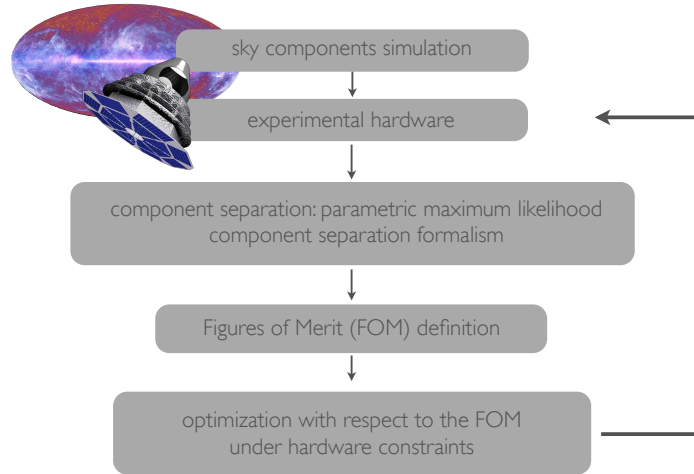 sky components simulation
experimental hardware
component separation: parametric maximum likelihood
component separation formalism
Figures of Merit (FOM) definition
optimization with respect to the FOM
under hardware constraints